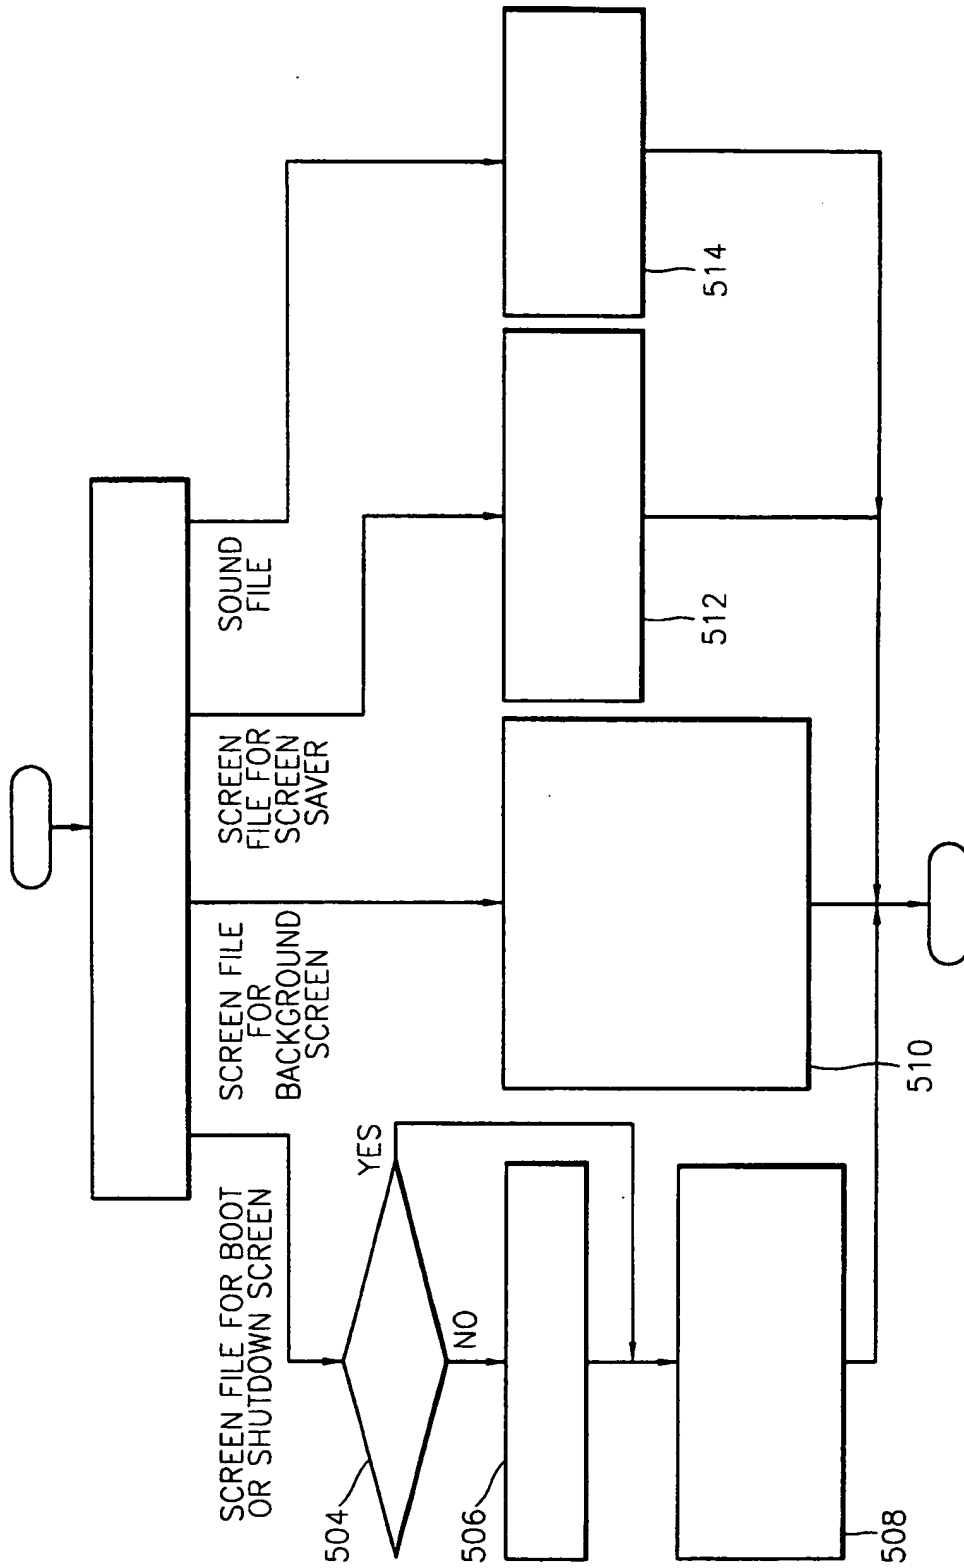 SCREEN FILE FOR BOOT
OR SHUTDOWN SCREEN
SCREEN FILE
FOR
BACKGROUND
SCREEN
SCREEN
FILE FOR
SCREEN
SAVER
SOUND
FILE
504
YES
NO
506
508
510
512
514